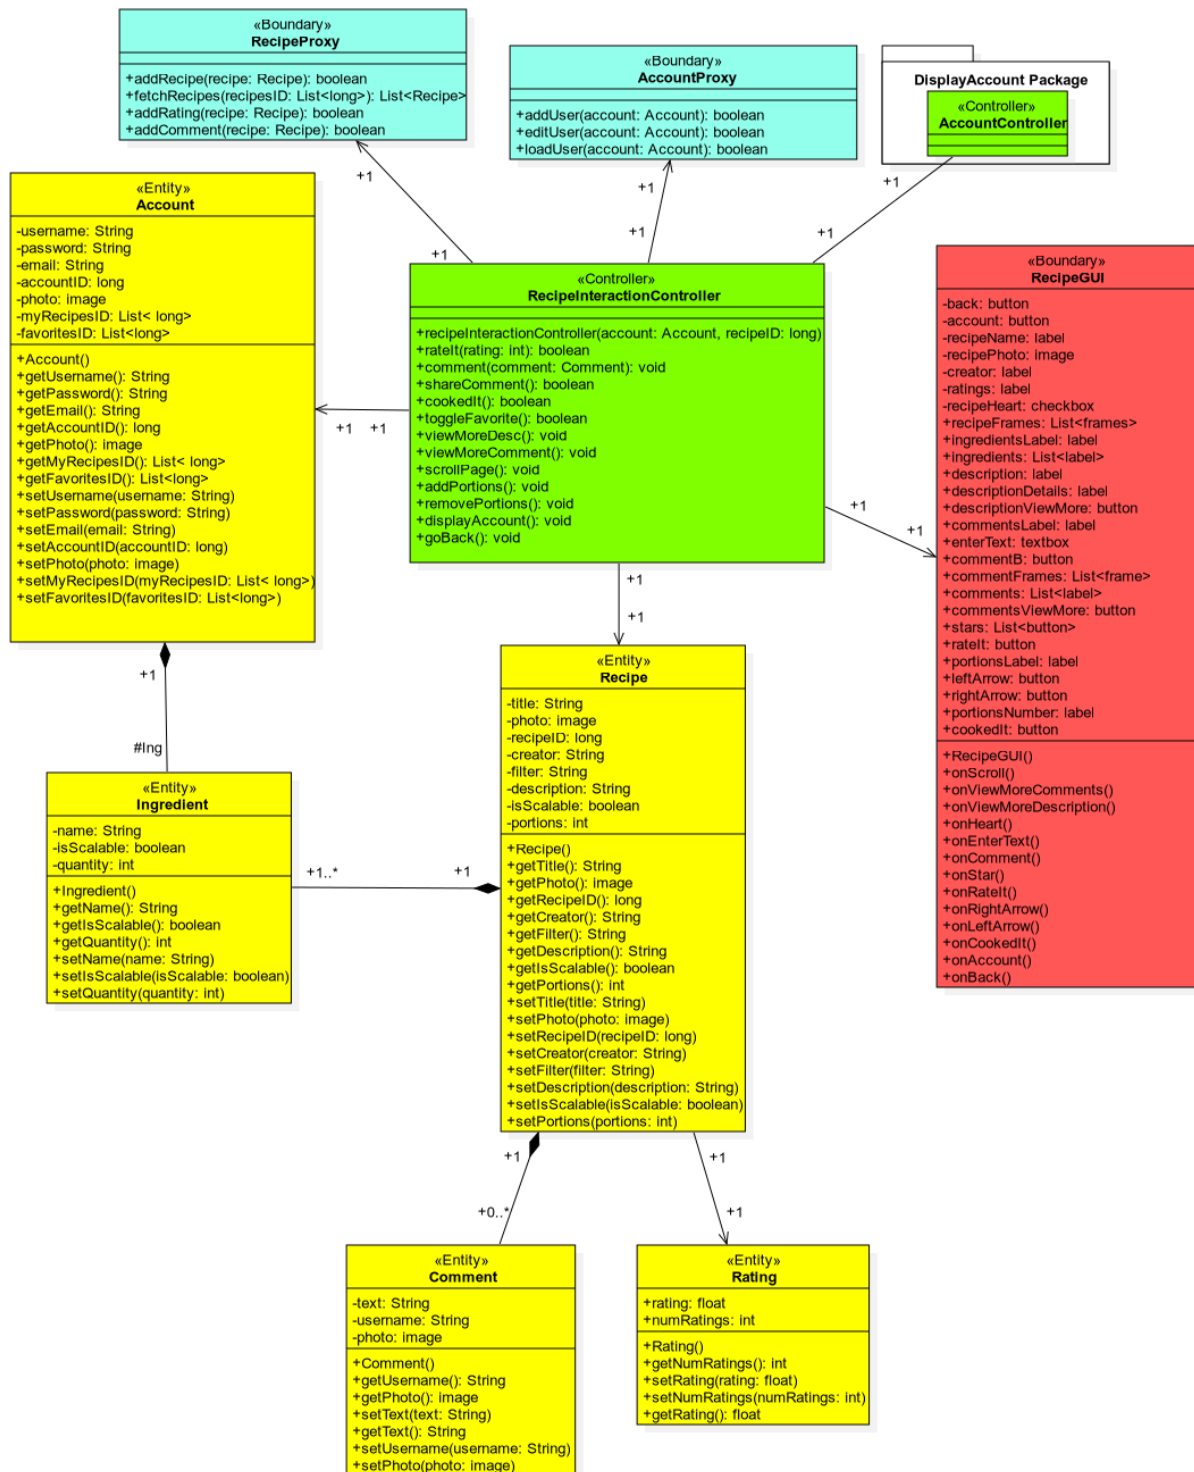 «Boundary»
RecipeProxy
+addRecipe(recipe: Recipe): boolean
+fetchRecipes(recipesID: List<long>): List<Recipe>
+addRating(recipe: Recipe): boolean
+addComment(recipe: Recipe): boolean
«Boundary»
AccountProxy
+addUser(account: Account): boolean
+editUser(account: Account): boolean
+loadUser(account: Account): boolean
DisplayAccount Package
«Controller»
AccountController
+1
+1
+1
+1
+1
+1
«Entity»
Account
-username: String
-password: String
-email: String
-accountID: long
-photo: image
-myRecipesID: List< long>
-favoritesID: List<long>
+Account()
+getUsername(): String
+getPassword(): String
+getEmail(): String
+getAccountID(): long
+getPhoto(): image
+getMyRecipesID(): List< long>
+getFavoritesID(): List<long>
+setUsername(username: String)
+setPassword(password: String)
+setEmail(email: String)
+setAccountID(accountID: long)
+setPhoto(photo: image)
+setMyRecipesID(myRecipesID: List< long>)
+setFavoritesID(favoritesID: List<long>)
«Controller»
RecipeInteractionController
+recipeInteractionController(account: Account, recipeID: long)
+rateIt(rating: int): boolean
+comment(comment: Comment): void
+shareComment(): boolean
+cookedIt(): boolean
+toggleFavorite(): boolean
+viewMoreDesc(): void
+viewMoreComment(): void
+scrollPage(): void
+addPortions(): void
+removePortions(): void
+displayAccount(): void
+goBack(): void
+1 +1
+1
+1
«Boundary»
RecipeGUI
-back: button
-account: button
-recipeName: label
-recipePhoto: image
-creator: label
-ratings: label
-recipeHeart: checkbox
+recipeFrames: List<frames>
+ingredientsLabel: label
+ingredients: List<label>
+description: label
+descriptionDetails: label
+descriptionViewMore: button
+commentsLabel: label
+enterText: textbox
+commentB: button
+commentFrames: List<frame>
+comments: List<label>
+commentsViewMore: button
+stars: List<button>
+rateIt: button
+portionsLabel: label
+leftArrow: button
+rightArrow: button
+portionsNumber: label
+cookedIt: button
+RecipeGUI()
+onScroll()
+onViewMoreComments()
+onViewMoreDescription()
+onHeart()
+onEnterText()
+onComment()
+onStar()
+onRateIt()
+onRightArrow()
+onLeftArrow()
+onCookedIt()
+onAccount()
+onBack()
+1
+1
+1
#Ing
«Entity»
Ingredient
-name: String
-isScalable: boolean
-quantity: int
+Ingredient()
+getName(): String
+getIsScalable(): boolean
+getQuantity(): int
+setName(name: String)
+setIsScalable(isScalable: boolean)
+setQuantity(quantity: int)
+1..* +1
«Entity»
Recipe
-title: String
-photo: image
-recipeID: long
-creator: String
-filter: String
-description: String
-isScalable: boolean
-portions: int
+Recipe()
+getTitle(): String
+getPhoto(): image
+getRecipeID(): long
+getCreator(): String
+getFilter(): String
+getDescription(): String
+getIsScalable(): boolean
+getPortions(): int
+setTitle(title: String)
+setPhoto(photo: image)
+setRecipeID(recipeID: long)
+setCreator(creator: String)
+setFilter(filter: String)
+setDescription(description: String)
+setIsScalable(isScalable: boolean)
+setPortions(portions: int)
+1
+0..*
+1
+1
«Entity»
Comment
-text: String
-username: String
-photo: image
+Comment()
+getUsername(): String
+getPhoto(): image
+setText(text: String)
+getText(): String
+setUsername(username: String)
+setPhoto(photo: image)
«Entity»
Rating
+rating: float
+numRatings: int
+Rating()
+getNumRatings(): int
+setRating(rating: float)
+setNumRatings(numRatings: int)
+getRating(): float